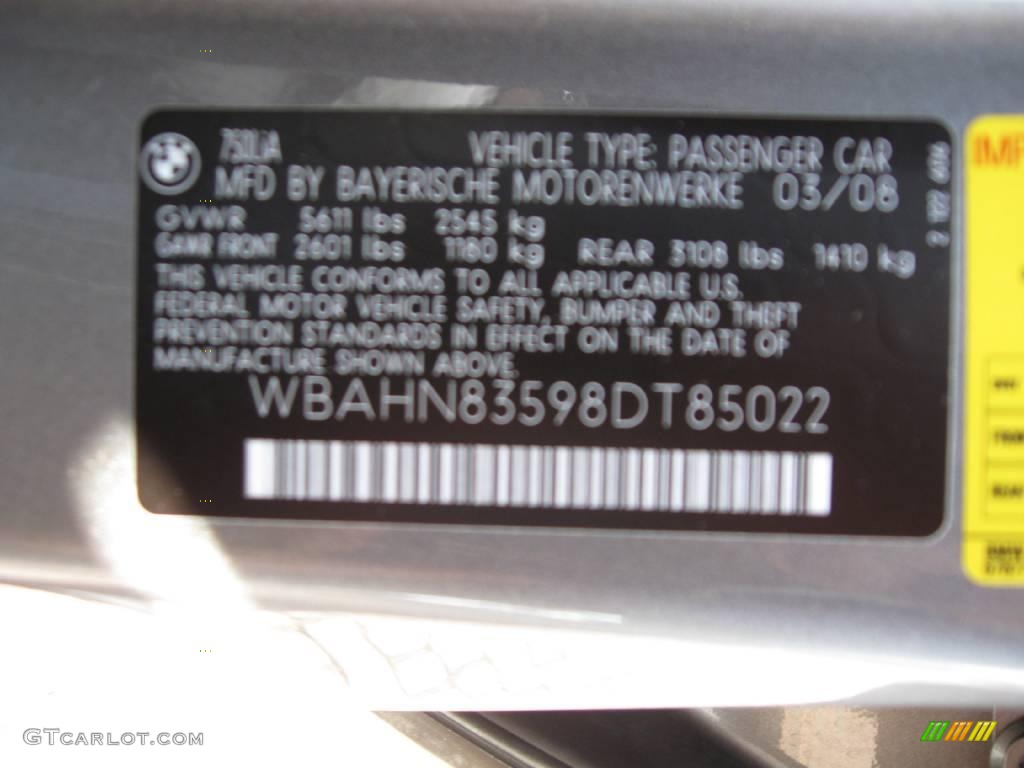 750LiA VEHICLE TYPE: PASSENGER CAR
MFD BY BAYERISCHE MOTORENWERKE 03/08
GVWR 5611 lbs 2545 kg
GAWR FRONT 2601 lbs 1180 kg REAR 3108 lbs 1410 kg
THIS VEHICLE CONFORMS TO ALL APPLICABLE U.S.
FEDERAL MOTOR VEHICLE SAFETY, BUMPER AND THEFT
PREVENTION STANDARDS IN EFFECT ON THE DATE OF
MANUFACTURE SHOWN ABOVE.
WBAHN83598DT85022
GTCARLOT.COM